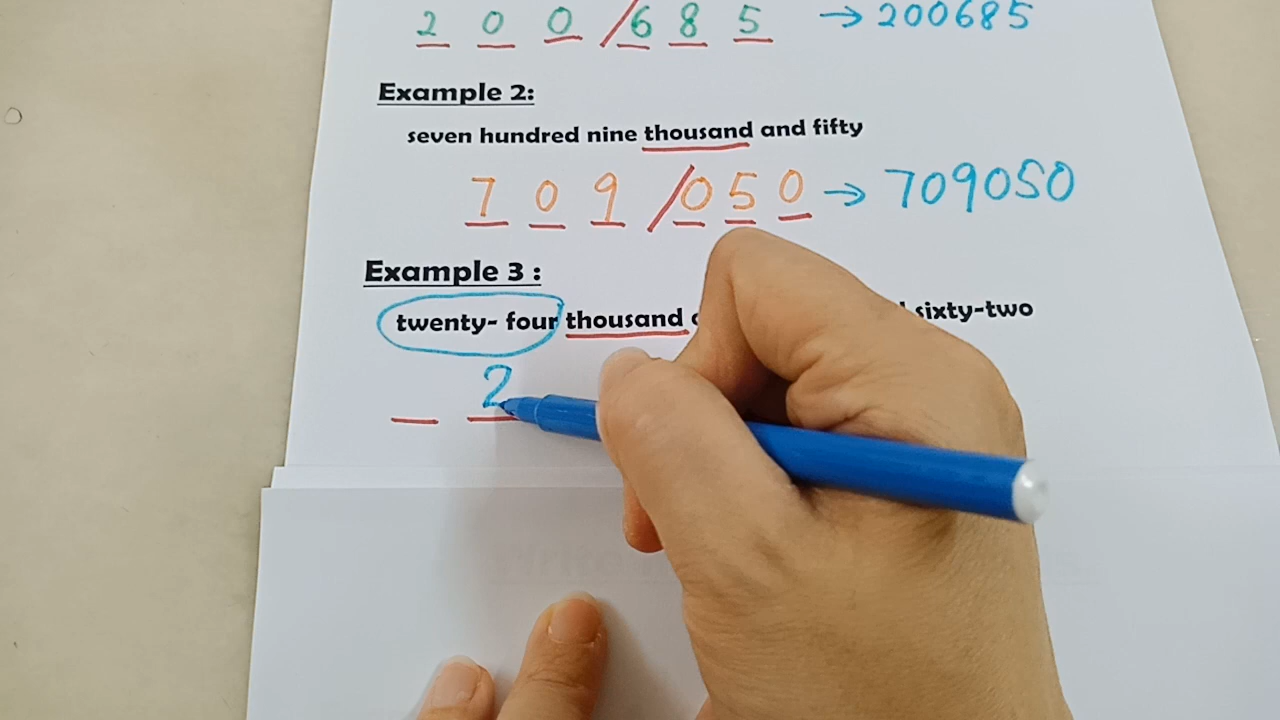 2 0 0 / 6 8 5 → 200685
Example 2:
seven hundred nine thousand and fifty
7 0 9 / 0 5 0 → 709050
Example 3 :
twenty- four thousand sixty-two
2